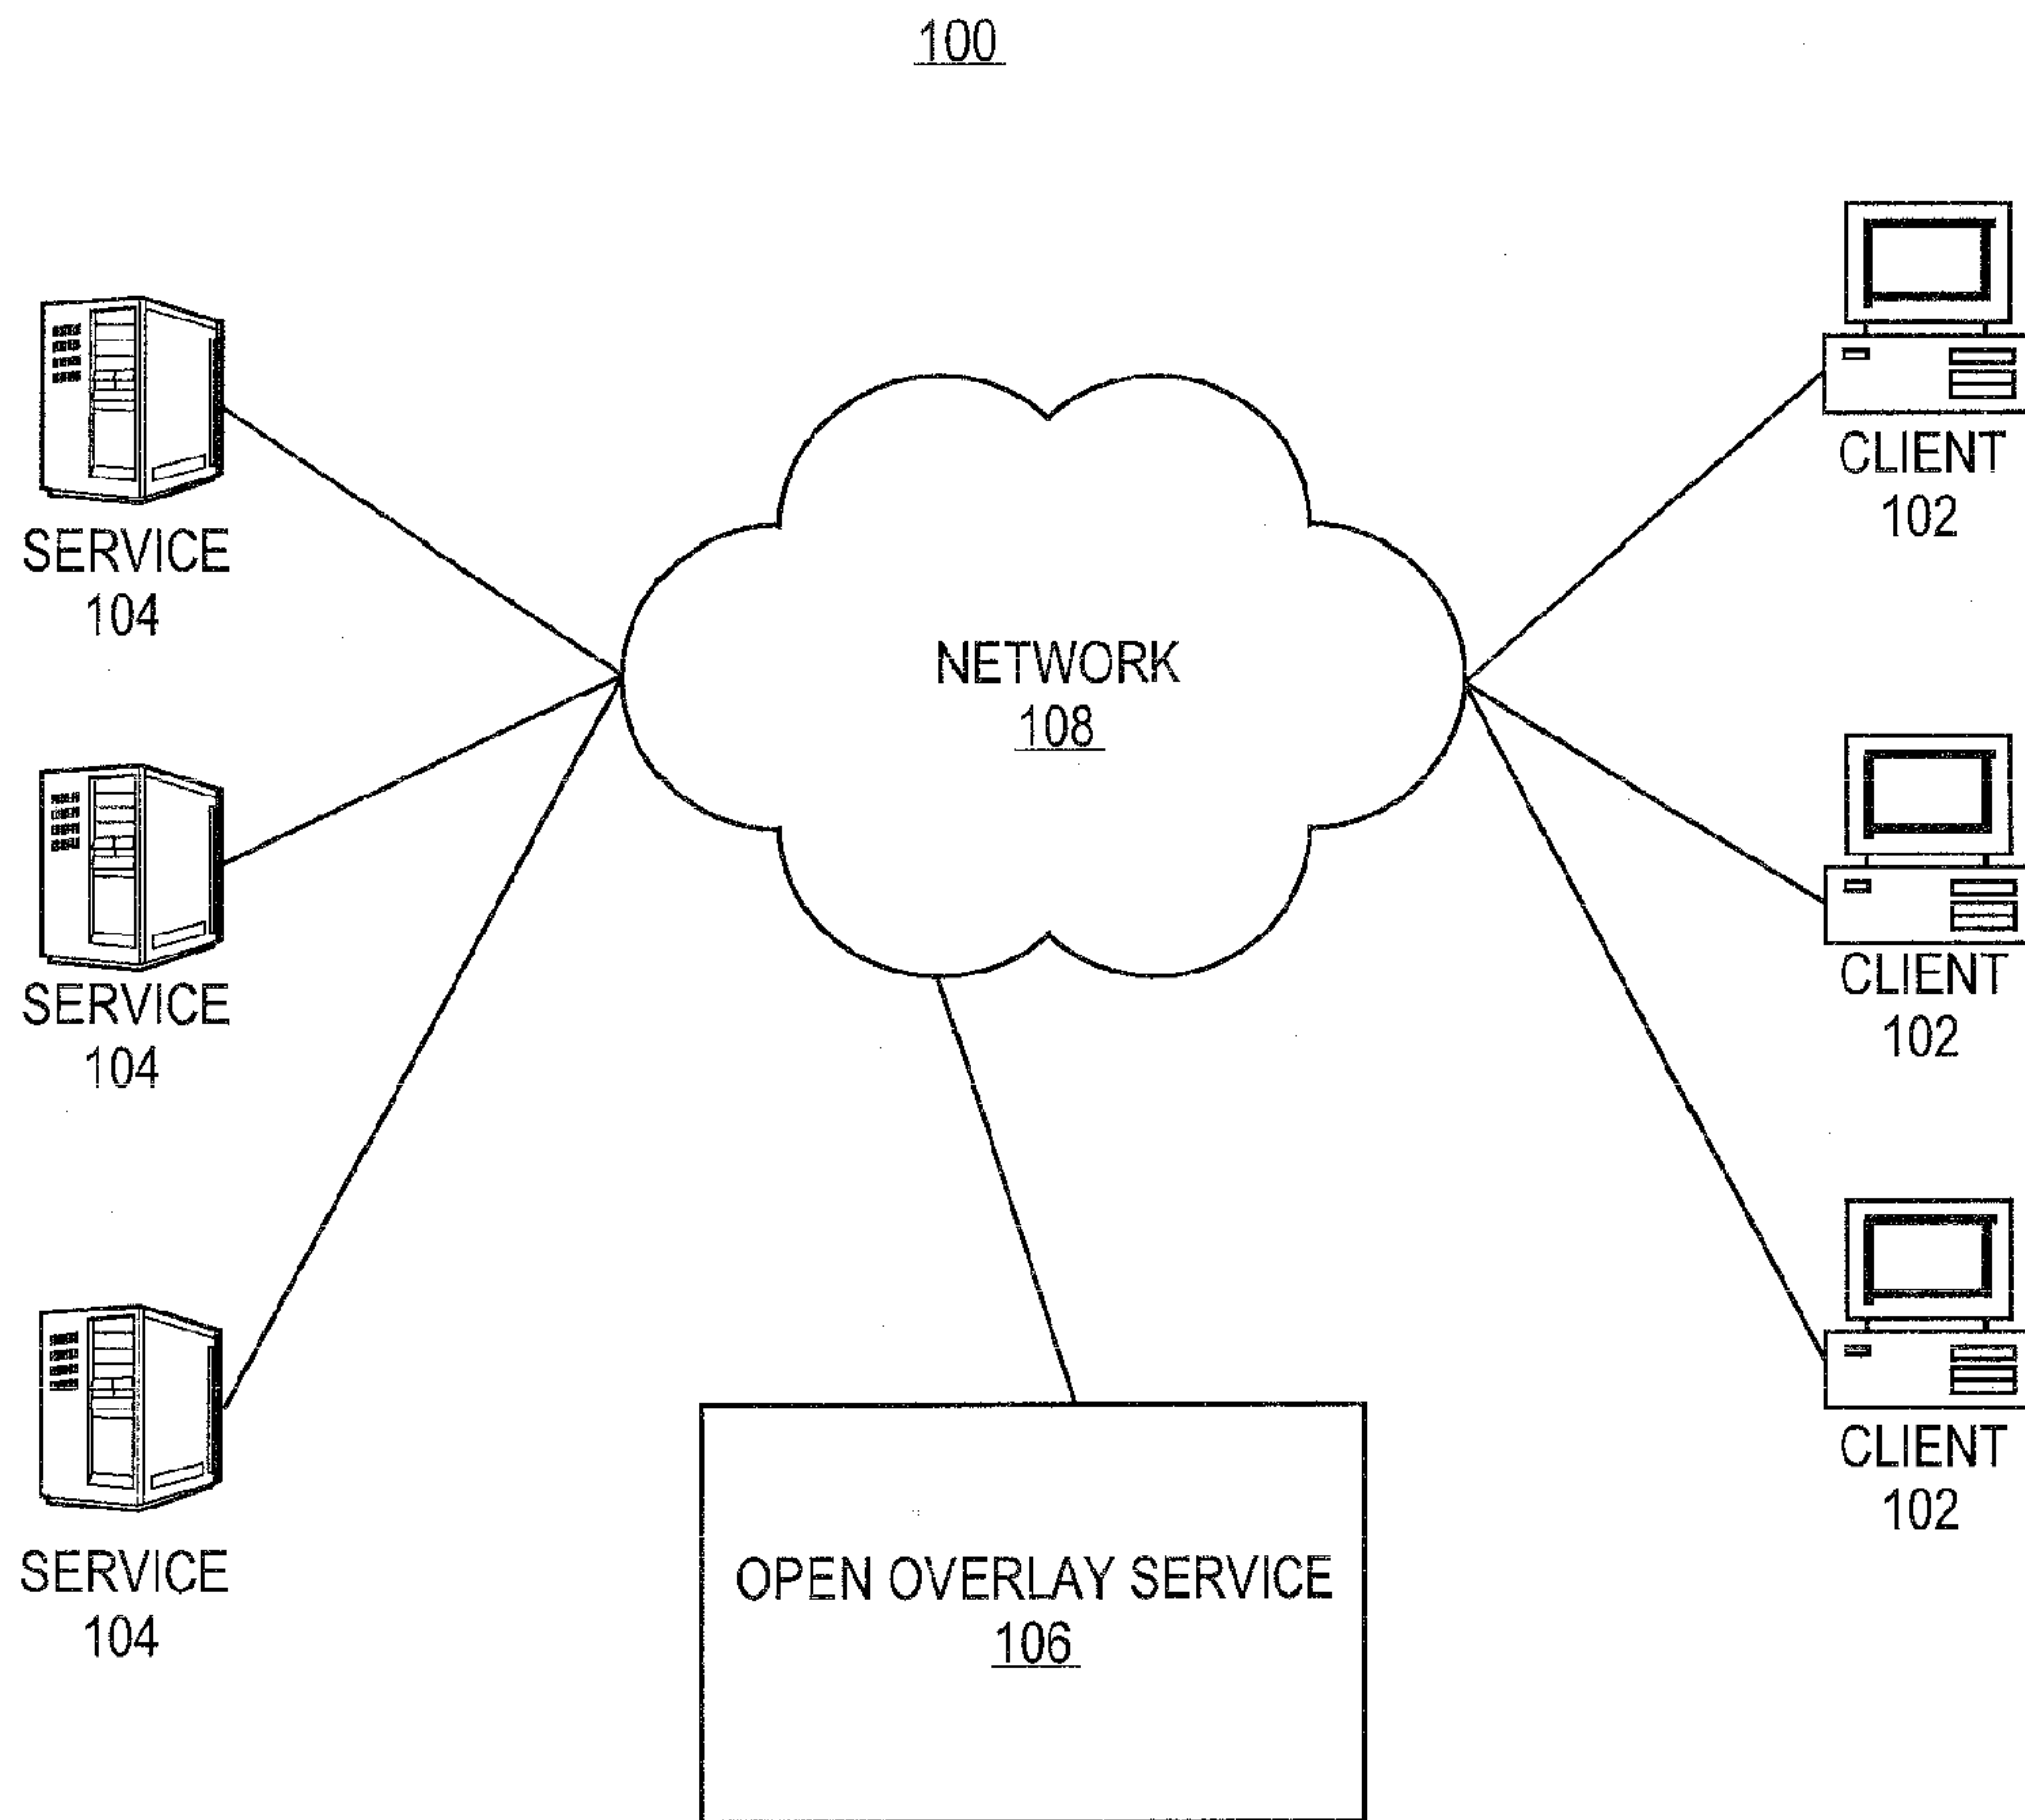 100
SERVICE
104
SERVICE
104
SERVICE
104
NETWORK
108
OPEN OVERLAY SERVICE
106
CLIENT
102
CLIENT
102
CLIENT
102